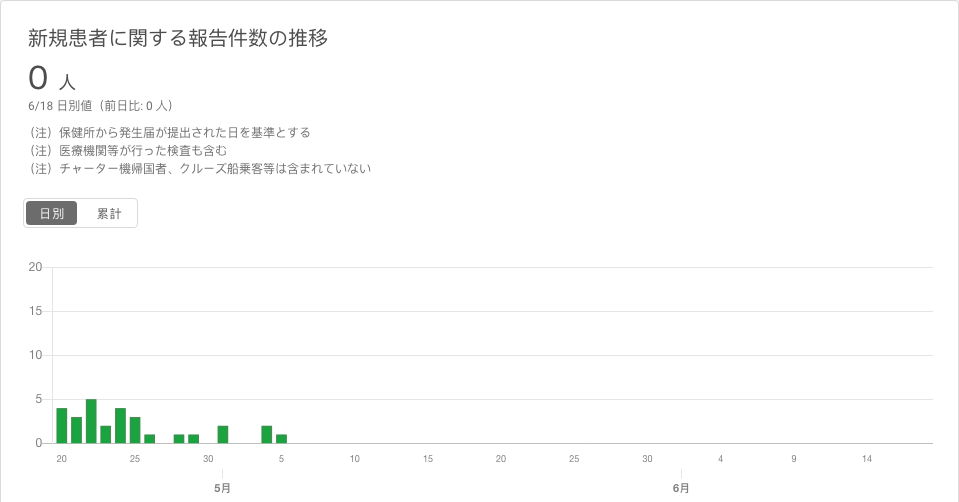 新規患者に関する報告件数の推移
0 人
6/18 日別値（前日比: 0 人）
（注）保健所から発生届が提出された日を基準とする
（注）医療機関等が行った検査も含む
（注）チャーター機帰国者、クルーズ船乗客等は含まれていない
日別 累計
20
15
10
5
0
20 25 30 5 10 15 20 25 30 4 9 14
5月 6月